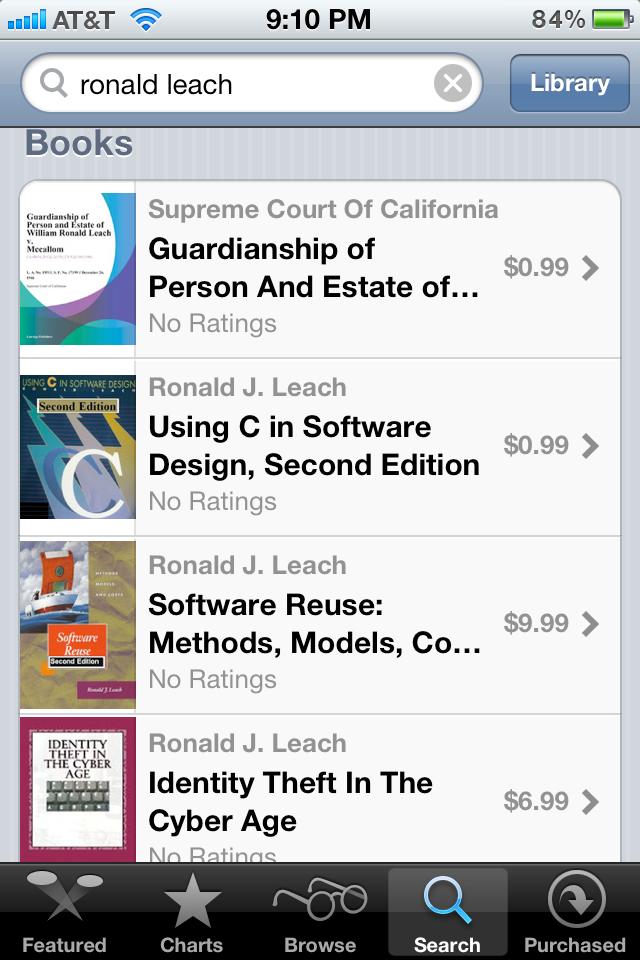 AT&T 9:10 PM 84%
ronald leach Library
Books
Guardianship of
Person and Estate of
William Ronald Leach
v.
Mccallom
Supreme Court Of California
Guardianship of
Person And Estate of...
$0.99
No Ratings
USING C IN SOFTWARE DESIGN
RONALD LEACH
Second Edition
C
Ronald J. Leach
Using C in Software
Design, Second Edition
$0.99
No Ratings
METHODS,
MODELS,
AND COSTS
Software
Reuse
Second Edition
Ronald J. Leach
Ronald J. Leach
Software Reuse:
Methods, Models, Co...
$9.99
No Ratings
IDENTITY
THEFT IN
THE CYBER
AGE
Ronald J. Leach
Identity Theft In The
Cyber Age
$6.99
No Ratings
Featured Charts Browse Search Purchased